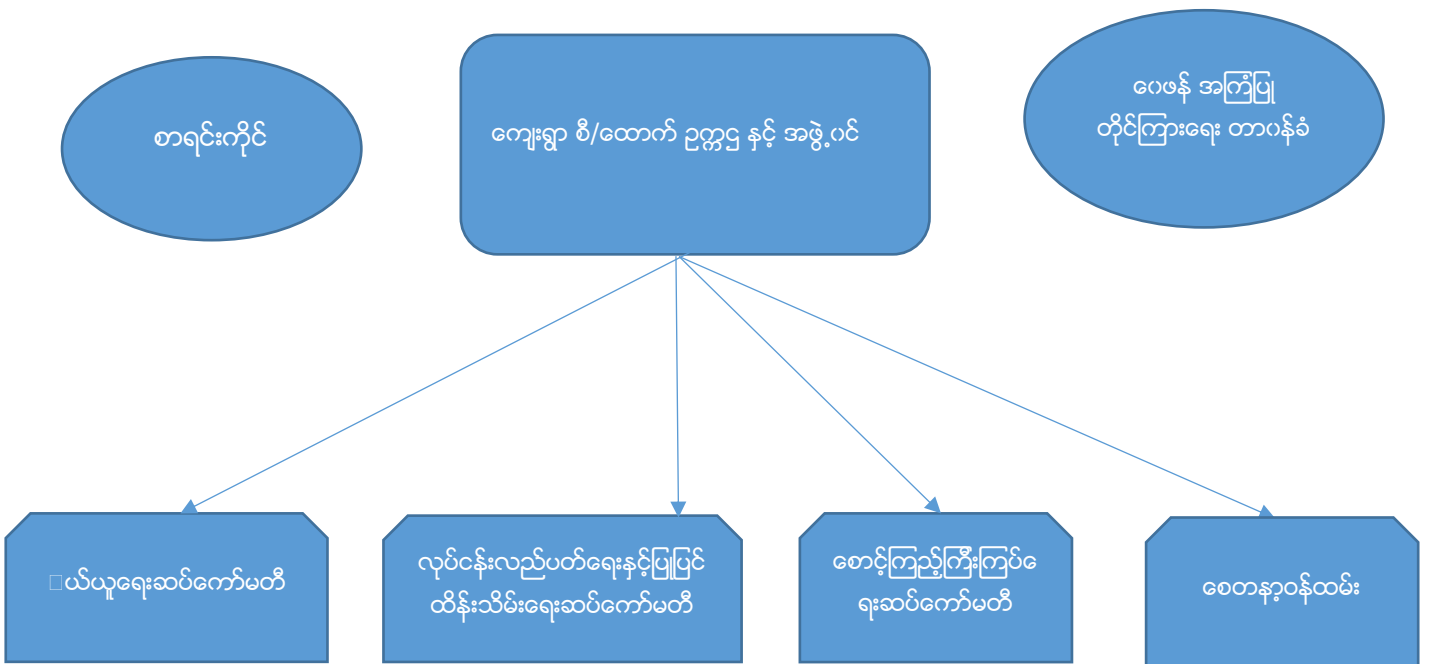 စာရင်းကိုင်
ကျေးရွာ စီ/ထောက် ဥက္ကဌ နှင့် အဖွဲ့ဝင်
ဝေဖန် အကြံပြု
တိုင်ကြားရေး တာဝန်ခံ
ယ်ယူရေးဆပ်ကော်မတီ
လုပ်ငန်းလည်ပတ်ရေးနှင့်ပြုပြင်
ထိန်းသိမ်းရေးဆပ်ကော်မတီ
စောင့်ကြည့်ကြီးကြပ်ေ
ရးဆပ်ကော်မတီ
စေတနာ့ဝန်ထမ်း